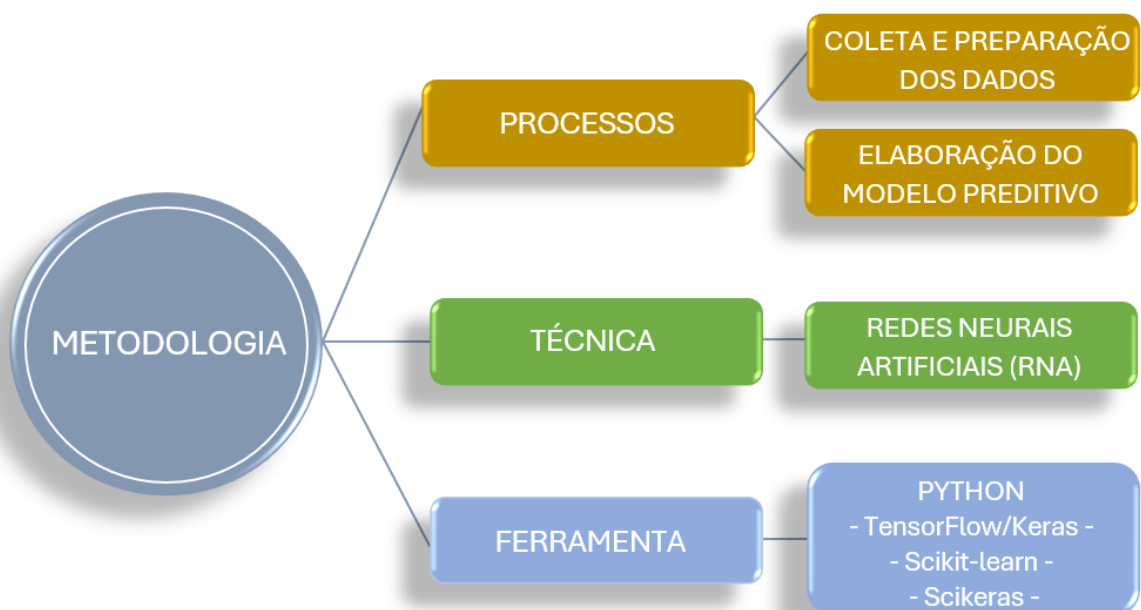 METODOLOGIA
PROCESSOS
COLETA E PREPARAÇÃO
DOS DADOS
ELABORAÇÃO DO
MODELO PREDITIVO
TÉCNICA
REDES NEURAIS
ARTIFICIAIS (RNA)
FERRAMENTA
PYTHON
- TensorFlow/Keras -
- Scikit-learn -
- Scikeras -